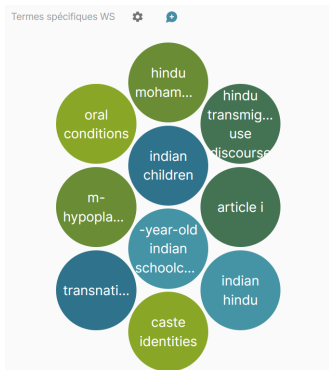 Termes spécifiques WS
hindu
moham...
oral
conditions
hindu
transmig...
use
discourse
indian
children
m-
hypopla...
article i
-year-old
indian
schoolc...
transnati...
indian
hindu
caste
identities